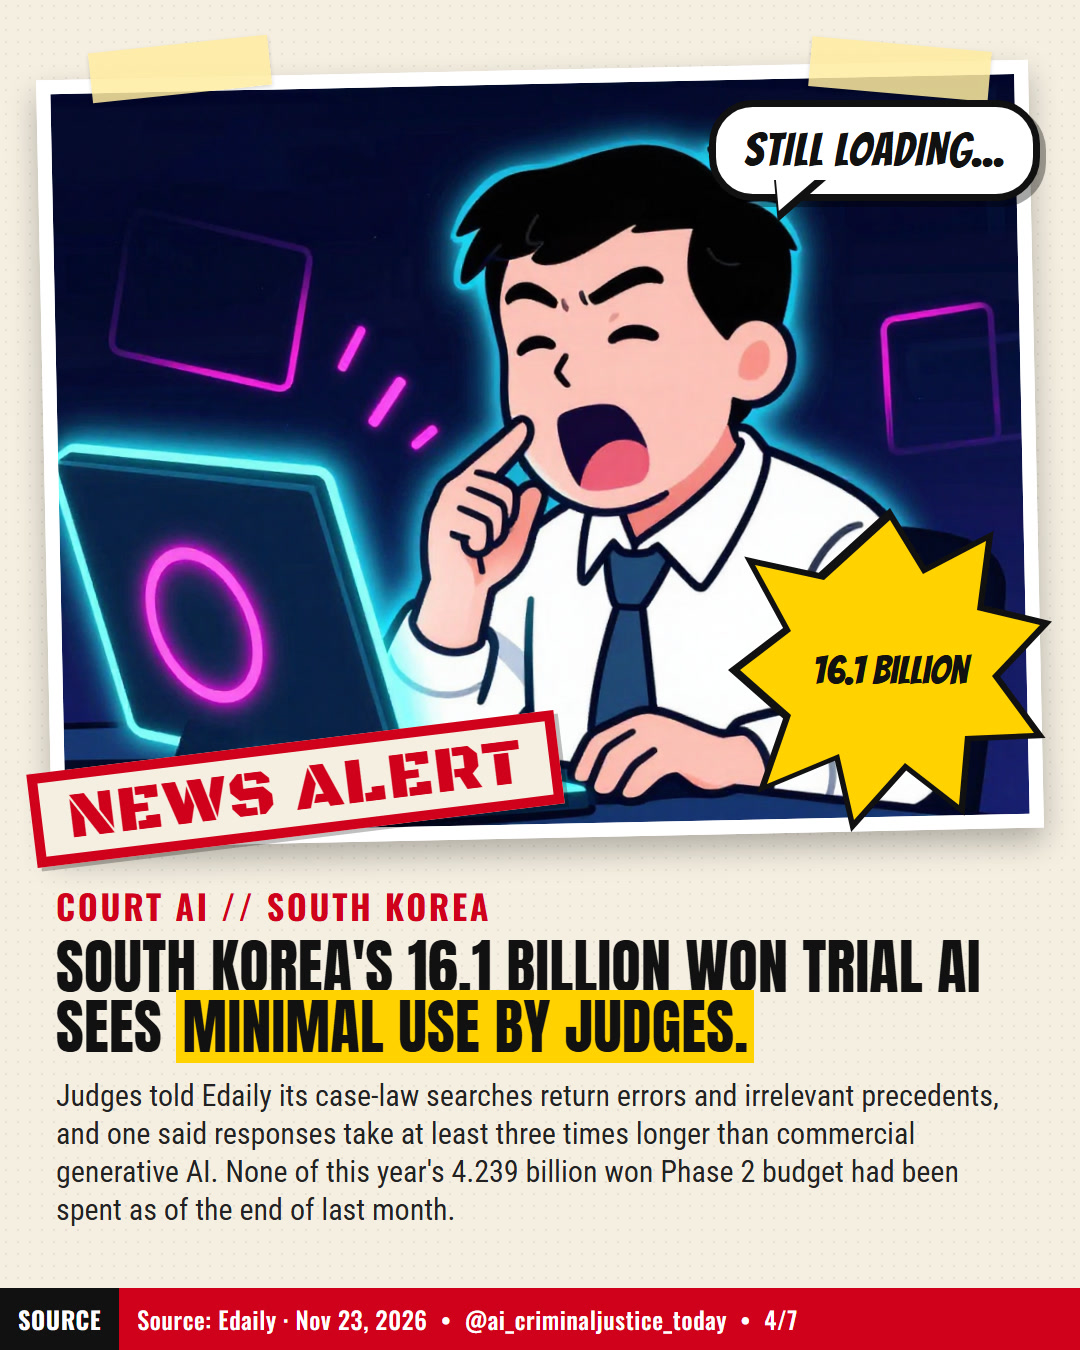 STILL LOADING...
16.1 BILLION
NEWS ALERT
COURT AI // SOUTH KOREA
SOUTH KOREA'S 16.1 BILLION WON TRIAL AI
SEES MINIMAL USE BY JUDGES.
Judges told Edaily its case-law searches return errors and irrelevant precedents,
and one said responses take at least three times longer than commercial
generative AI. None of this year's 4.239 billion won Phase 2 budget had been
spent as of the end of last month.
SOURCE Source: Edaily · Nov 23, 2026 • @ai_criminaljustice_today • 4/7